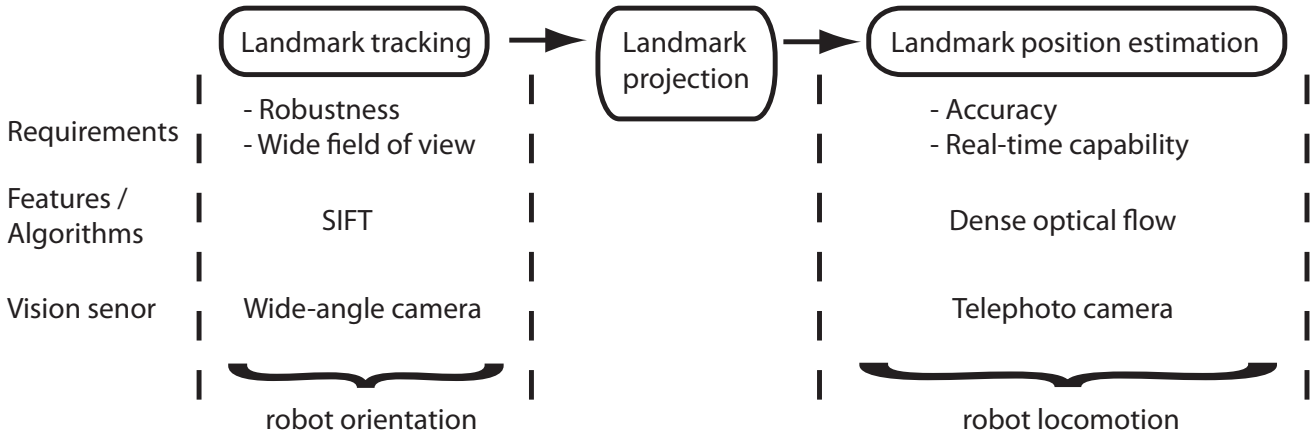 Landmark tracking
Landmark
projection
Landmark position estimation
Requirements
- Robustness
- Wide field of view
- Accuracy
- Real-time capability
Features /
Algorithms
SIFT
Dense optical flow
Vision senor
Wide-angle camera
Telephoto camera
robot orientation
robot locomotion